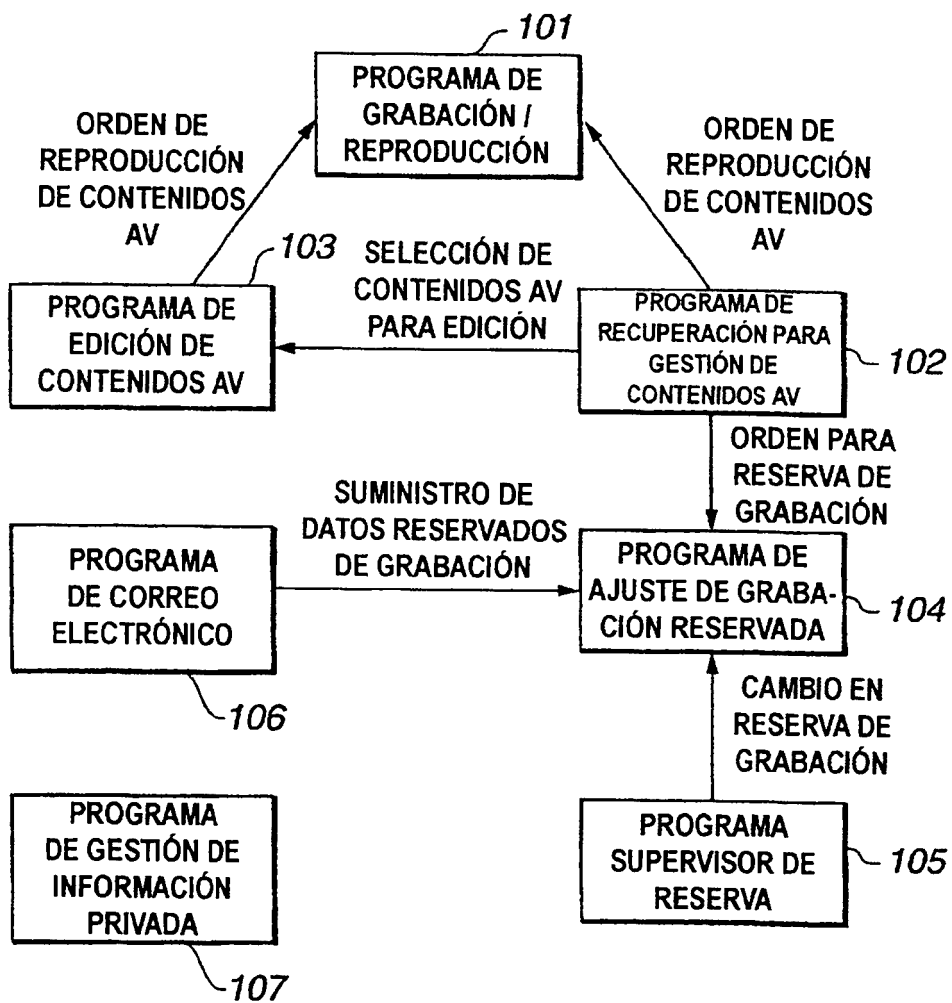 101
PROGRAMA DE
GRABACIÓN /
REPRODUCCIÓN
ORDEN DE
REPRODUCCIÓN
DE CONTENIDOS
AV
ORDEN DE
REPRODUCCIÓN
DE CONTENIDOS
AV
103
PROGRAMA DE
EDICIÓN DE
CONTENIDOS AV
SELECCIÓN DE
CONTENIDOS AV
PARA EDICIÓN
PROGRAMA DE
RECUPERACIÓN PARA
GESTIÓN DE
CONTENIDOS AV
102
ORDEN PARA
RESERVA DE
GRABACIÓN
PROGRAMA
DE CORREO
ELECTRÓNICO
106
SUMINISTRO DE
DATOS RESERVADOS
DE GRABACIÓN
PROGRAMA DE
AJUSTE DE GRABA-
CIÓN RESERVADA
104
CAMBIO EN
RESERVA DE
GRABACIÓN
PROGRAMA
DE GESTIÓN DE
INFORMACIÓN
PRIVADA
107
PROGRAMA
SUPERVISOR DE
RESERVA
105